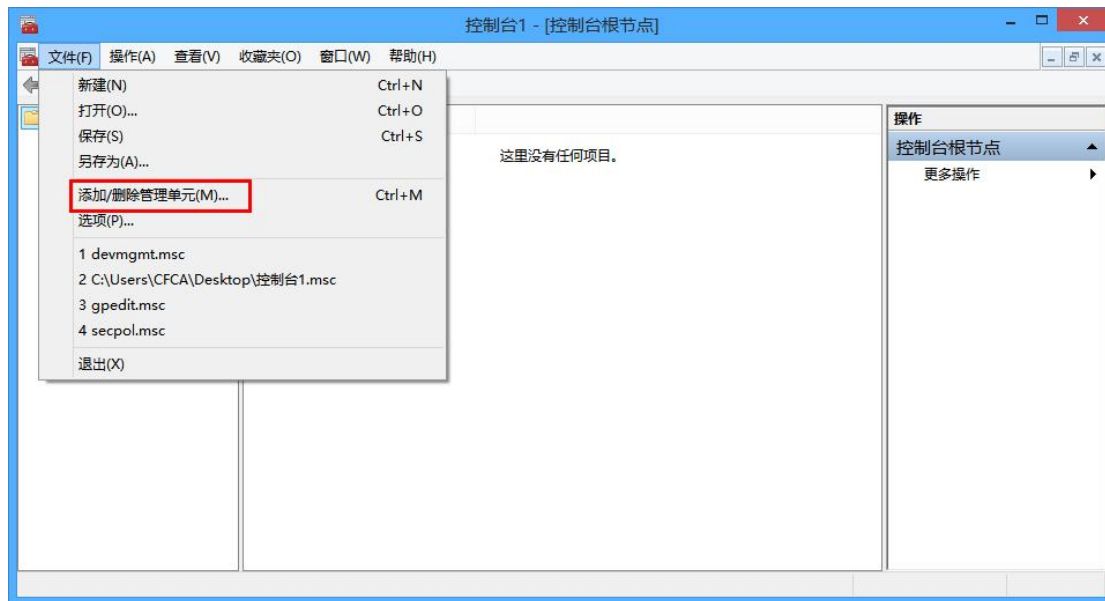 控制台1 - [控制台根节点]
文件(F) 操作(A) 查看(V) 收藏夹(O) 窗口(W) 帮助(H)
新建(N) Ctrl+N
打开(O)... Ctrl+O
保存(S) Ctrl+S
另存为(A)...
添加/删除管理单元(M)... Ctrl+M
选项(P)...
1 devmgmt.msc
2 C:\Users\CFCA\Desktop\控制台1.msc
3 gpedit.msc
4 secpol.msc
退出(X)
这里没有任何项目。
操作
控制台根节点
更多操作